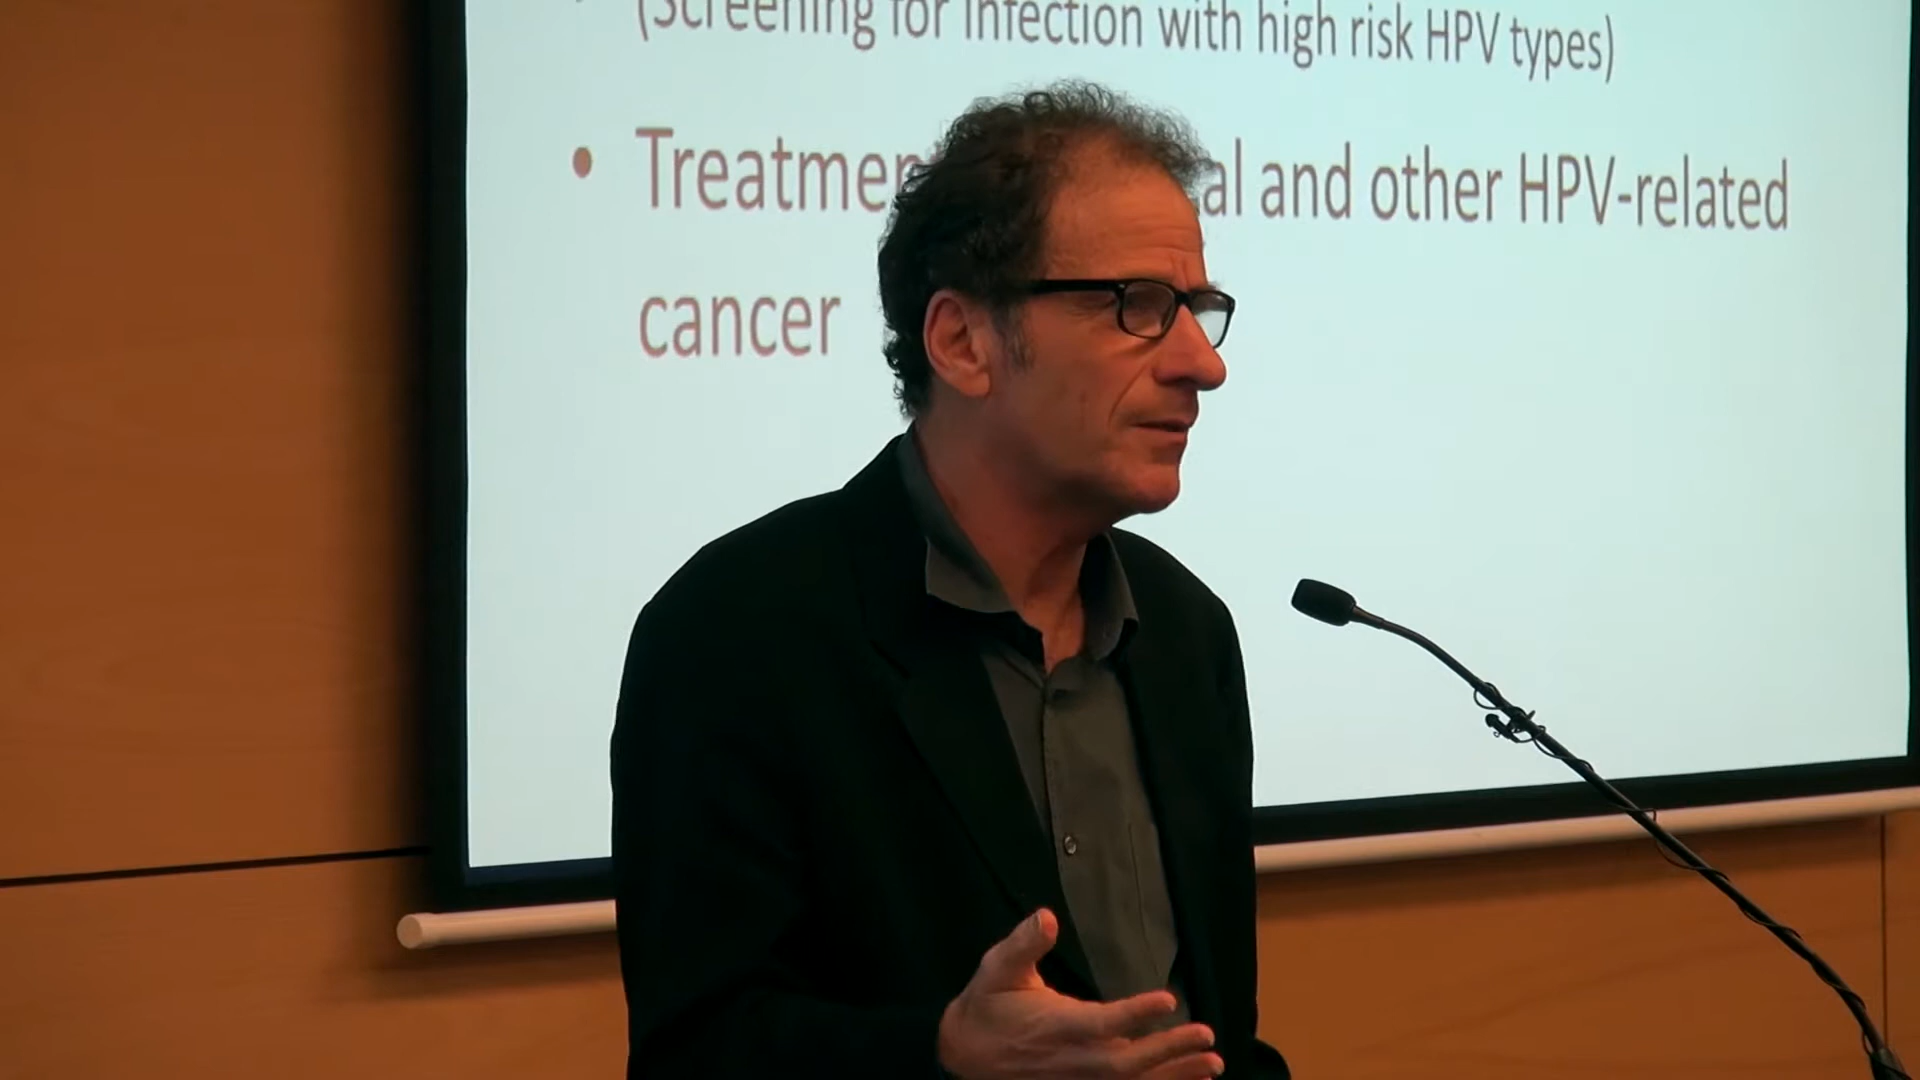 (Screening for infection with high risk HPV types)
• Treatmen al and other HPV-related
cancer